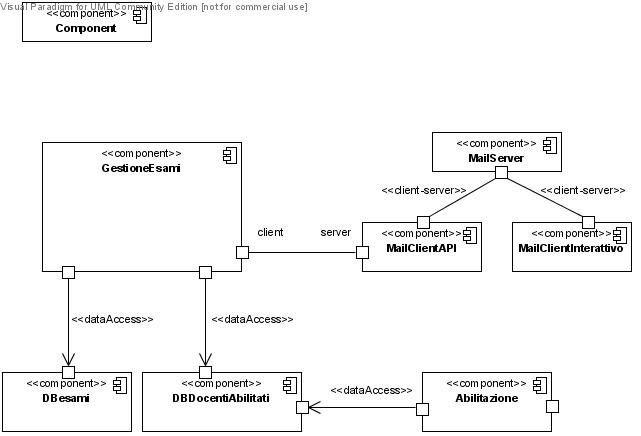 Visual Paradigm for UML Community Edition [not for commercial use]
<<component>>
Component
<<component>>
GestioneEsami
<<component>>
MailServer
<<client-server>>
<<client-server>>
client
server
<<component>>
MailClientAPI
<<component>>
MailClientInterattivo
<<dataAccess>>
<<dataAccess>>
<<component>>
DBesami
<<component>>
DBDocentiAbilitati
<<dataAccess>>
<<component>>
Abilitazione